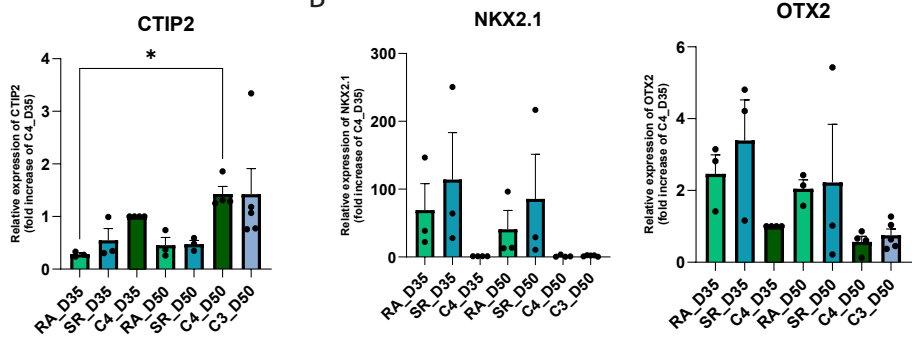 B
CTIP2
NKX2.1
OTX2
Relative expression of CTIP2
(fold increase of C4_D35)
4
3
2
1
0
*
RA_D35
SR_D35
C4_D35
RA_D50
SR_D50
C4_D50
C3_D50
Relative expression of NKX2.1
(fold increase of C4_D35)
300
200
100
0
RA_D35
SR_D35
C4_D35
RA_D50
SR_D50
C4_D50
C3_D50
Relative expression of OTX2
(fold increase of C4_D35)
6
4
2
0
RA_D35
SR_D35
C4_D35
RA_D50
SR_D50
C4_D50
C3_D50